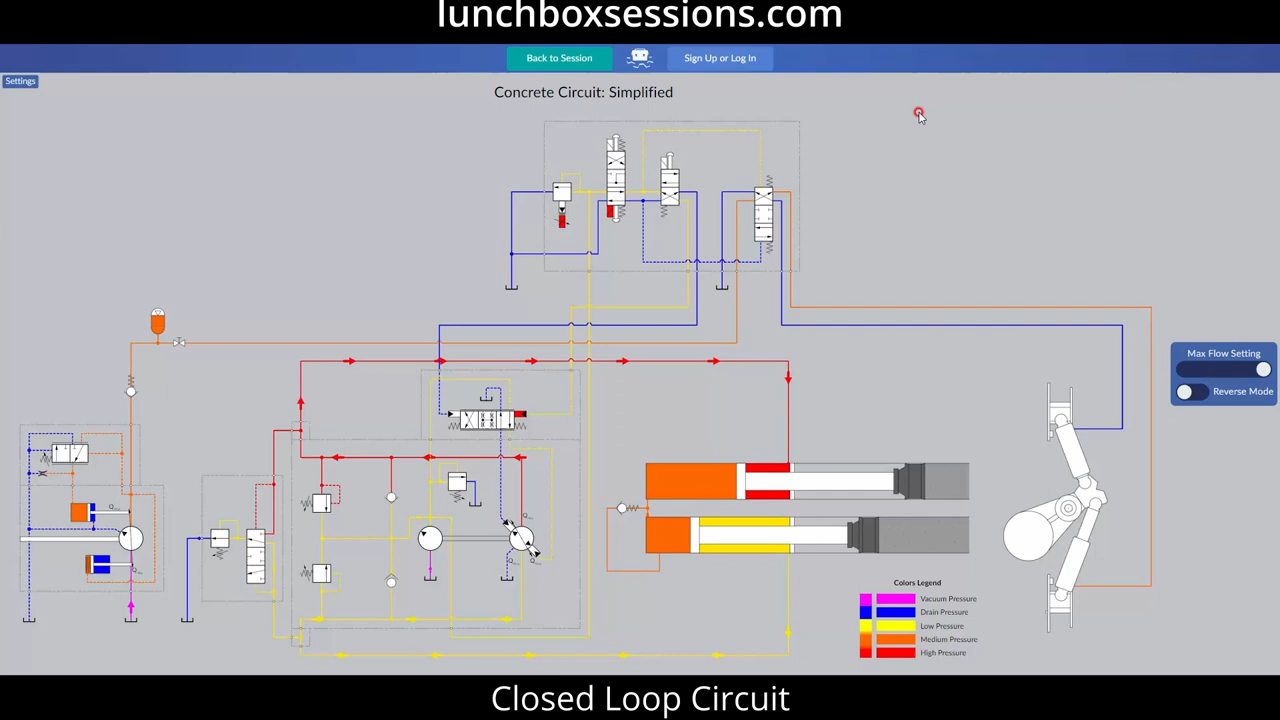 lunchboxsessions.com
Back to Session
Sign Up or Log In
Settings
Concrete Circuit: Simplified
Max Flow Setting
Reverse Mode
Colors Legend
Vacuum Pressure
Drain Pressure
Low Pressure
Medium Pressure
High Pressure
Closed Loop Circuit